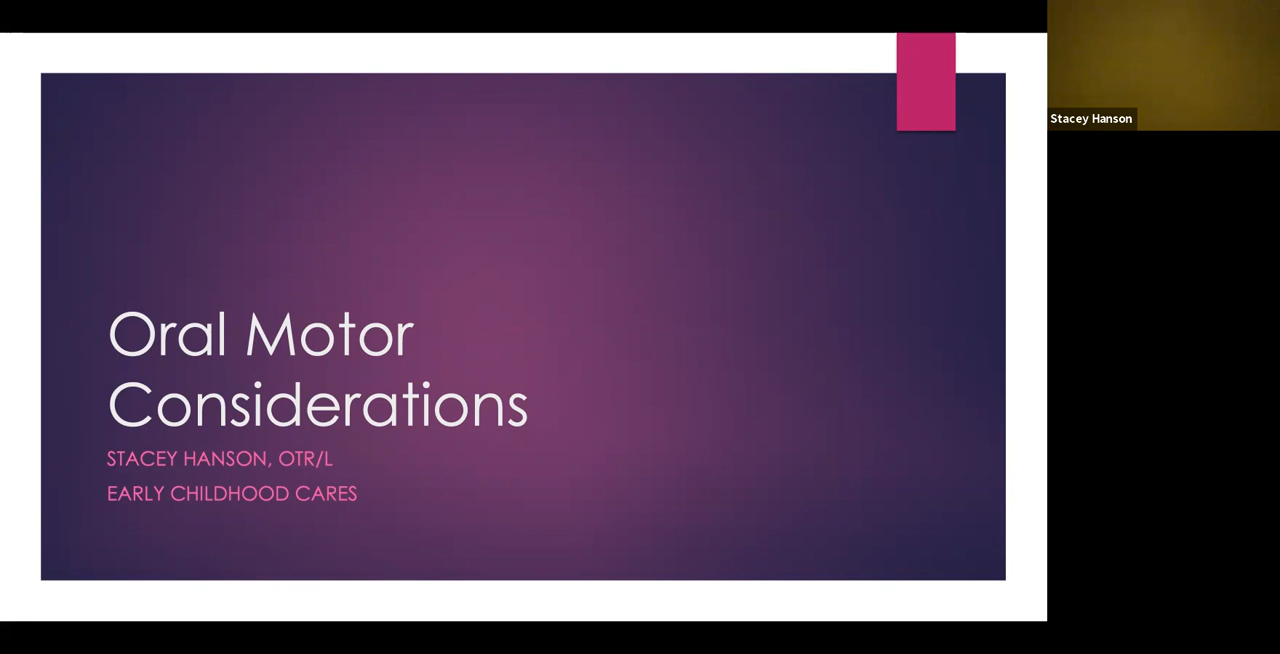 Oral Motor
Considerations
STACEY HANSON, OTR/L
EARLY CHILDHOOD CARES
Stacey Hanson